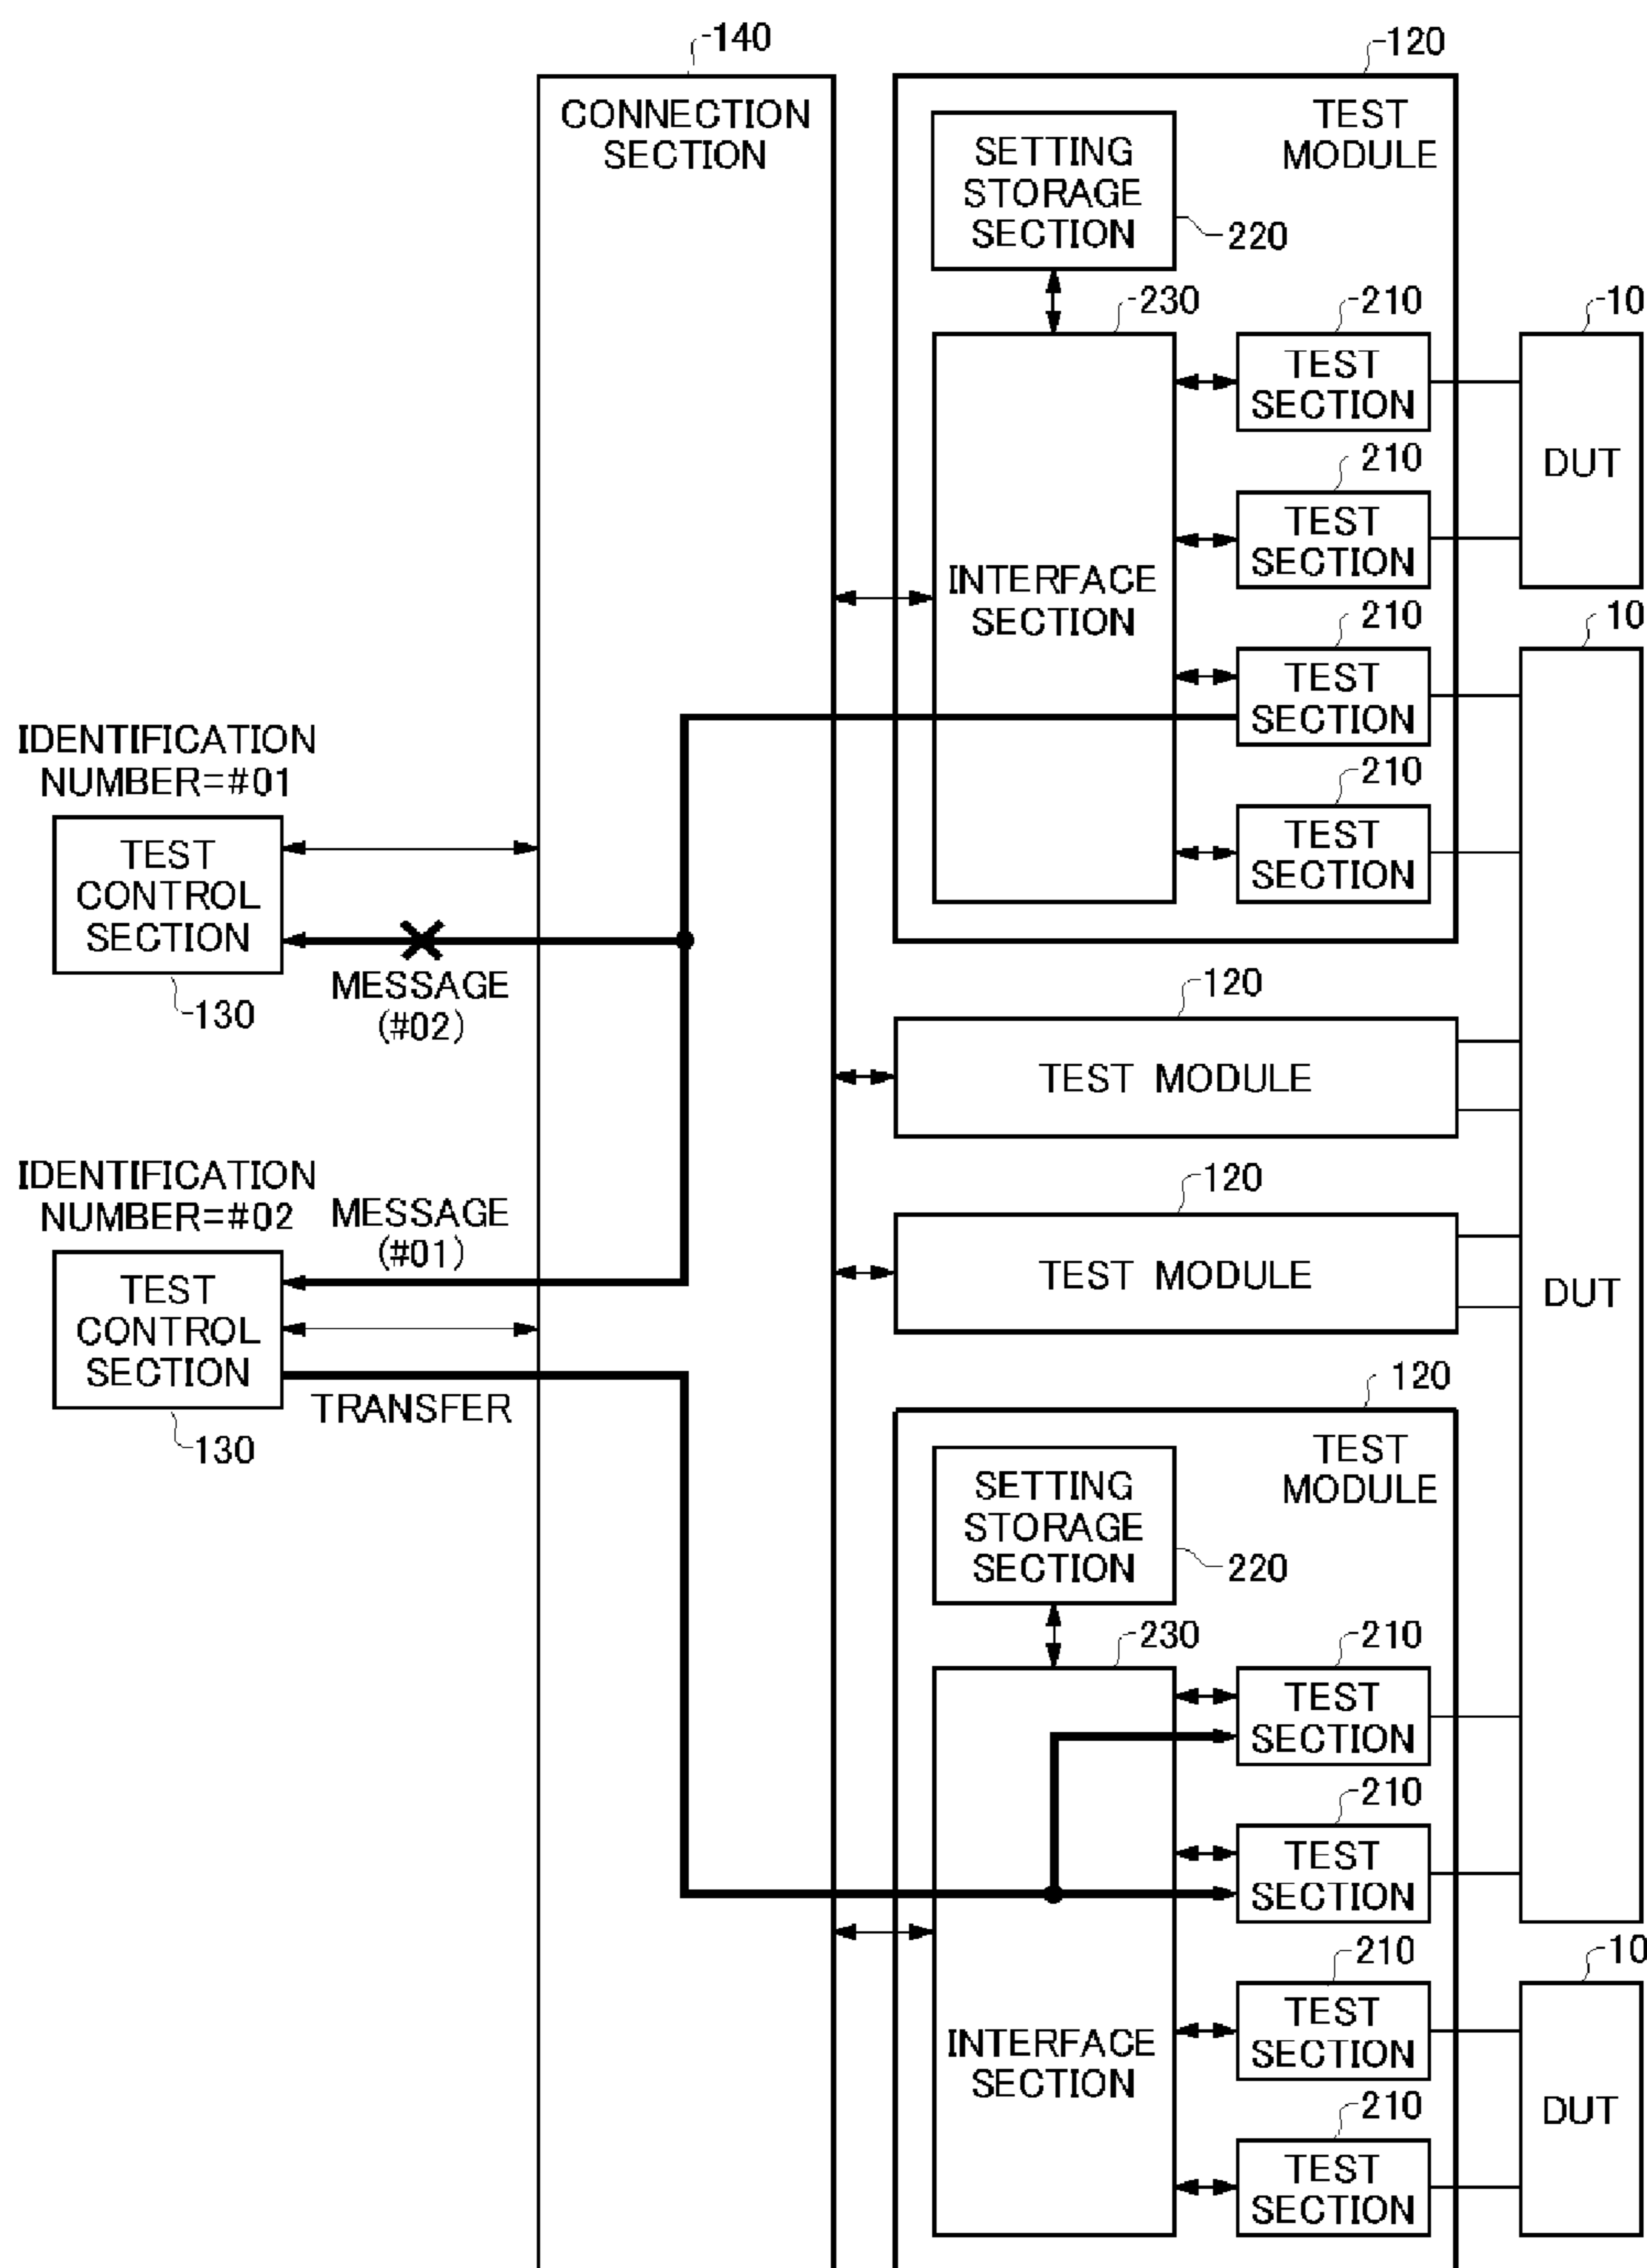 140
CONNECTION
SECTION
120
TEST
MODULE
SETTING
STORAGE
SECTION
220
230
INTERFACE
SECTION
210
TEST
SECTION
210
TEST
SECTION
210
TEST
SECTION
210
TEST
SECTION
10
DUT
10
DUT
IDENTIFICATION
NUMBER=#01
TEST
CONTROL
SECTION
130
MESSAGE
(#02)
120
TEST MODULE
120
TEST MODULE
IDENTIFICATION
NUMBER=#02
MESSAGE
(#01)
TEST
CONTROL
SECTION
130
TRANSFER
120
TEST
MODULE
SETTING
STORAGE
SECTION
220
230
INTERFACE
SECTION
210
TEST
SECTION
210
TEST
SECTION
210
TEST
SECTION
210
TEST
SECTION
10
DUT